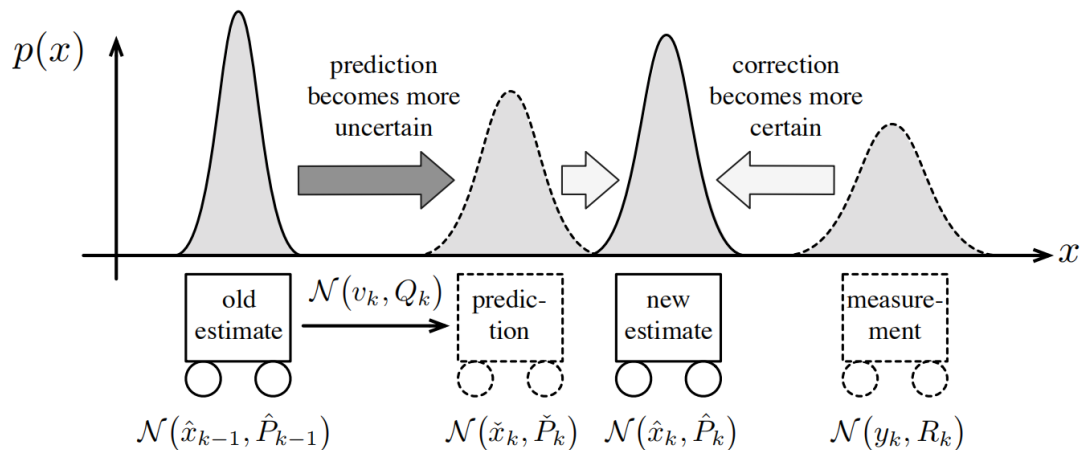 p(x)
prediction
becomes more
uncertain
correction
becomes more
certain
x
old
estimate
𝒩(v_k, Q_k)
predic-
tion
new
estimate
measure-
ment
𝒩(x̂_{k−1}, P̂_{k−1})
𝒩(x̌_k, P̌_k)
𝒩(x̂_k, P̂_k)
𝒩(y_k, R_k)